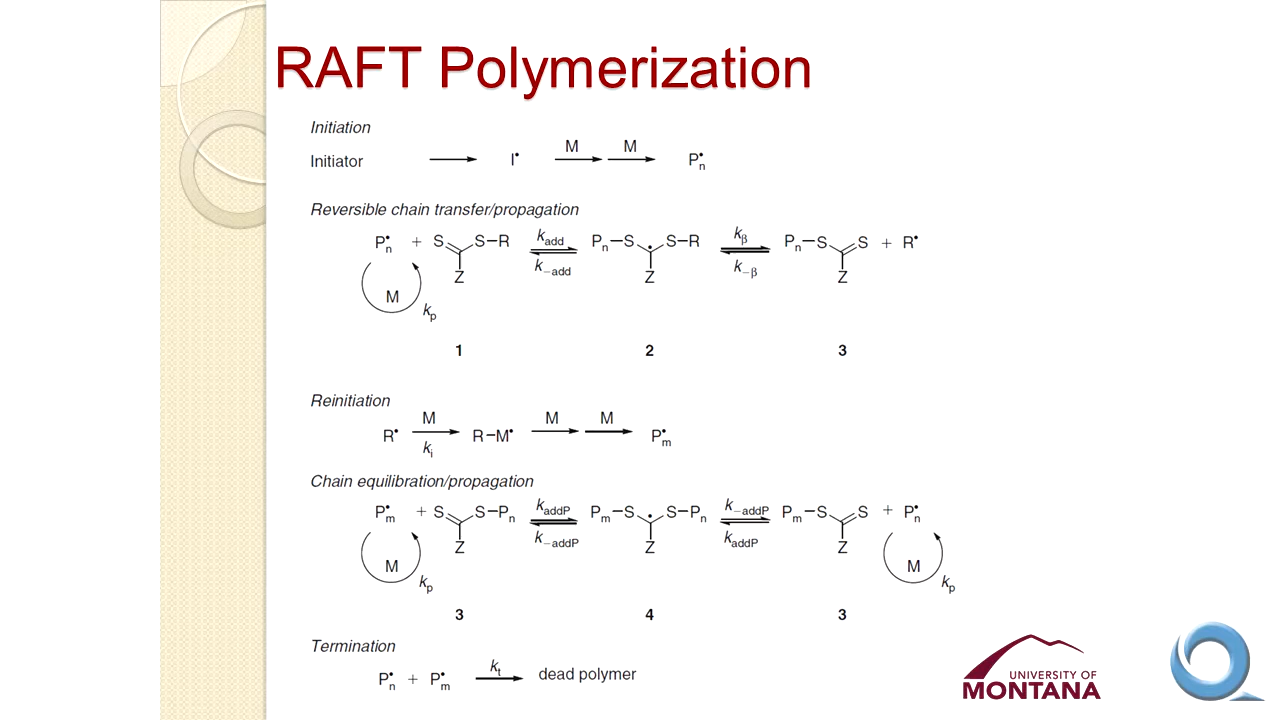 RAFT Polymerization
Initiation
Initiator I• M M Pn•
Reversible chain transfer/propagation
Pn• + S S–R kadd k–add Pn–S S–R kβ k–β Pn–S S + R•
Z Z Z
M kp
1 2 3
Reinitiation
R• M ki R–M• M M Pm•
Chain equilibration/propagation
Pm• + S S–Pn kaddP k–addP Pm–S S–Pn k–addP kaddP Pm–S S + Pn•
Z Z Z
M kp M kp
3 4 3
Termination
Pn• + Pm• kt dead polymer
UNIVERSITY OF
MONTANA